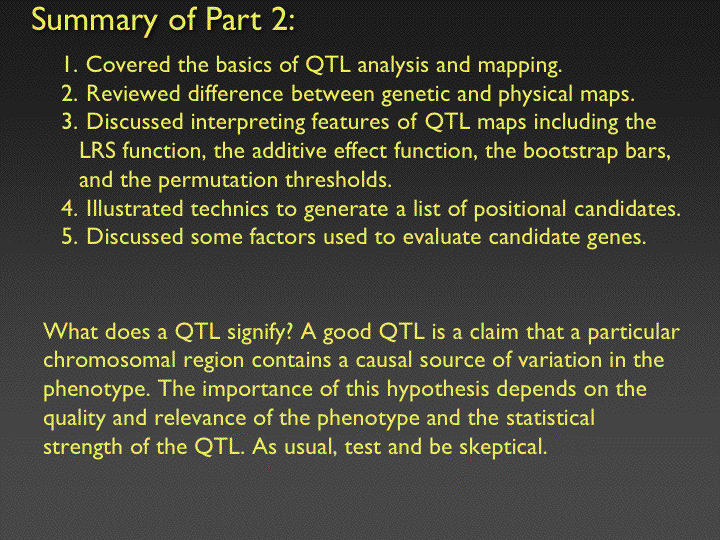 Summary of Part 2:
1. Covered the basics of QTL analysis and mapping.
2. Reviewed difference between genetic and physical maps.
3. Discussed interpreting features of QTL maps including the
LRS function, the additive effect function, the bootstrap bars,
and the permutation thresholds.
4. Illustrated technics to generate a list of positional candidates.
5. Discussed some factors used to evaluate candidate genes.
What does a QTL signify? A good QTL is a claim that a particular
chromosomal region contains a causal source of variation in the
phenotype. The importance of this hypothesis depends on the
quality and relevance of the phenotype and the statistical
strength of the QTL. As usual, test and be skeptical.